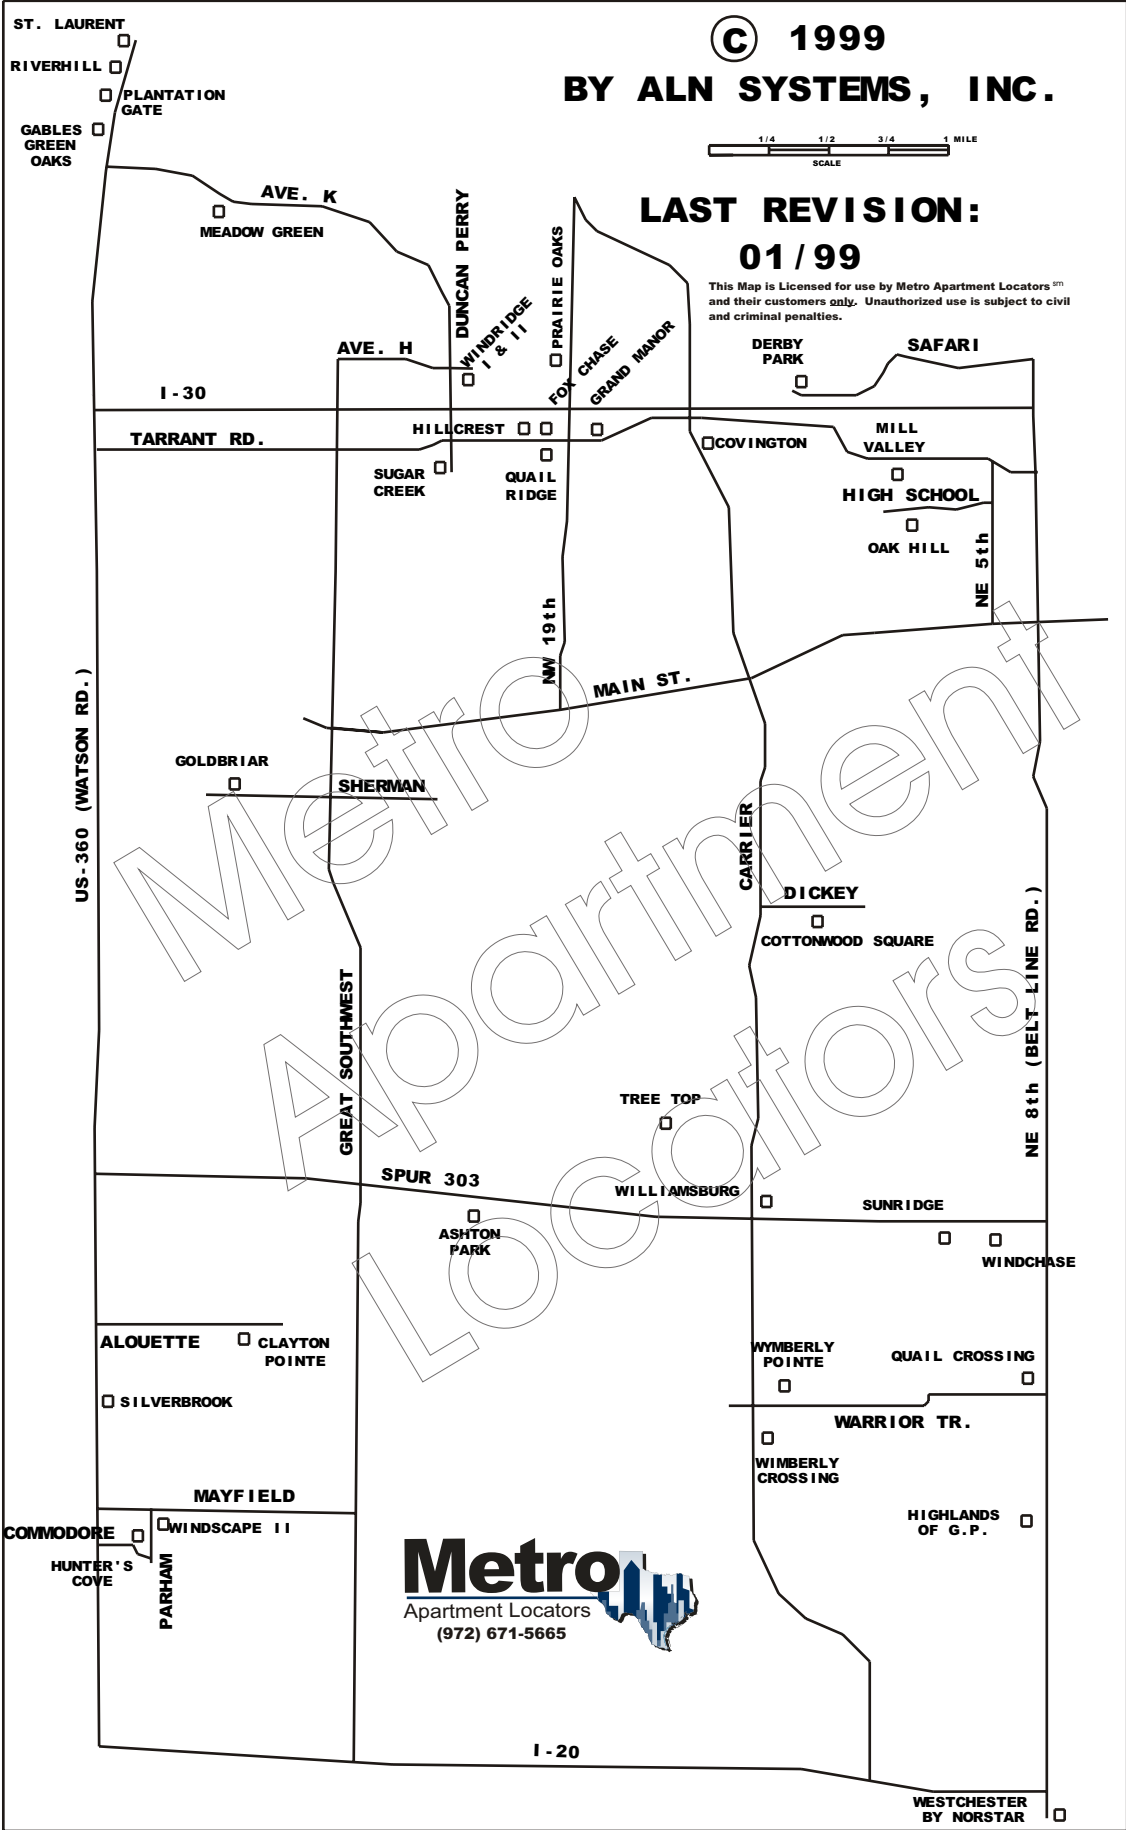 ST. LAURENT
RIVERHILL
PLANTATION
GATE
GABLES
GREEN
OAKS
© 1999
BY ALN SYSTEMS, INC.
1/4 1/2 3/4 1 MILE
SCALE
LAST REVISION:
01/99
This Map is Licensed for use by Metro Apartment Locators sm
and their customers only. Unauthorized use is subject to civil
and criminal penalties.
AVE. K
MEADOW GREEN
DUNCAN PERRY
PRAIRIE OAKS
WINDRIDGE
I & II
FOX CHASE
GRAND MANOR
AVE. H
DERBY
PARK
SAFARI
I-30
TARRANT RD.
HILLCREST
COVINGTON
MILL
VALLEY
SUGAR
CREEK
QUAIL
RIDGE
HIGH SCHOOL
OAK HILL
NE 5th
NW 19th
MAIN ST.
US-360 (WATSON RD.)
GOLDBRIAR
SHERMAN
CARRIER
DICKEY
COTTONWOOD SQUARE
NE 8th (BELT LINE RD.)
GREAT SOUTHWEST
Metro
Apartment
Locators
TREE TOP
SPUR 303
WILLIAMSBURG
SUNRIDGE
ASHTON
PARK
WINDCHASE
ALOUETTE
CLAYTON
POINTE
WYMBERLY
POINTE
QUAIL CROSSING
SILVERBROOK
WARRIOR TR.
WIMBERLY
CROSSING
MAYFIELD
COMMODORE
WINDSCAPE II
HIGHLANDS
OF G.P.
HUNTER'S
COVE
PARHAM
Metro
Apartment Locators
(972) 671-5665
I-20
WESTCHESTER
BY NORSTAR